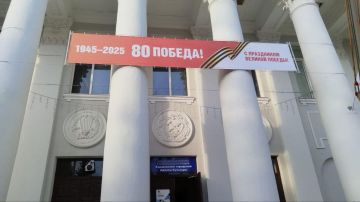 1945–2025 80 ПОБЕДА!
С ПРАЗДНИКОМ
ВЕЛИКОЙ ПОБЕДЫ!